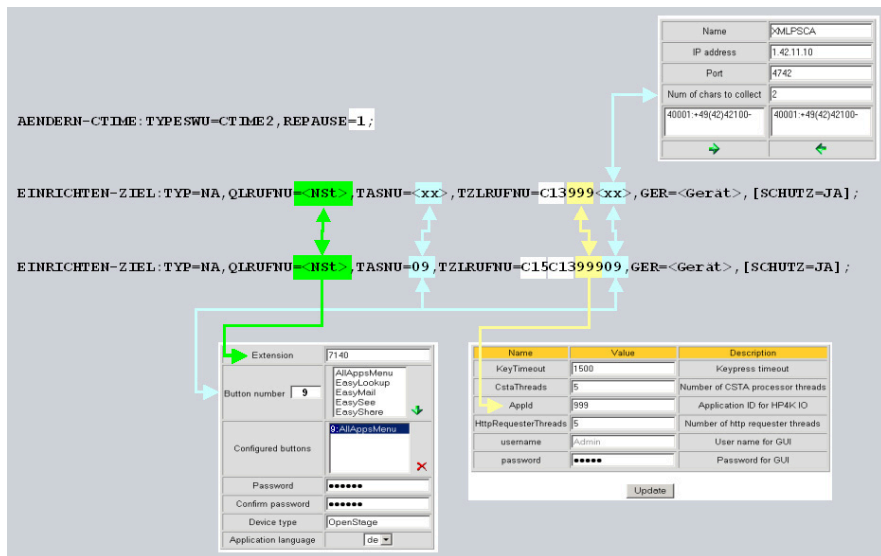 Name XMLPSCA
IP address 1.42.11.10
Port 4742
Num of chars to collect 2
40001:+49(42)42100- 40001:+49(42)42100-
AENDERN-CTIME:TYPESWU=CTIME2,REPAUSE=1;
EINRICHTEN-ZIEL:TYP=NA,QLRUFNU=<NSt>,TASNU=<xx>,TZLRUFNU=C13999<xx>,GER=<Gerät>,[SCHUTZ=JA];
EINRICHTEN-ZIEL:TYP=NA,QLRUFNU=<NSt>,TASNU=09,TZLRUFNU=C15C1399909,GER=<Gerät>,[SCHUTZ=JA];
Extension 7140
Button number 9
AllAppsMenu
EasyLookup
EasyMail
EasySee
EasyShare
Configured buttons 9:AllAppsMenu
Password ••••••
Confirm password ••••••
Device type OpenStage
Application language de
Name Value Description
KeyTimeout 1500 Keypress timeout
CstaThreads 5 Number of CSTA processor threads
AppId 999 Application ID for HP4K IO
HttpRequesterThreads 5 Number of http requester threads
username Admin User name for GUI
password ••••• Password for GUI
Update